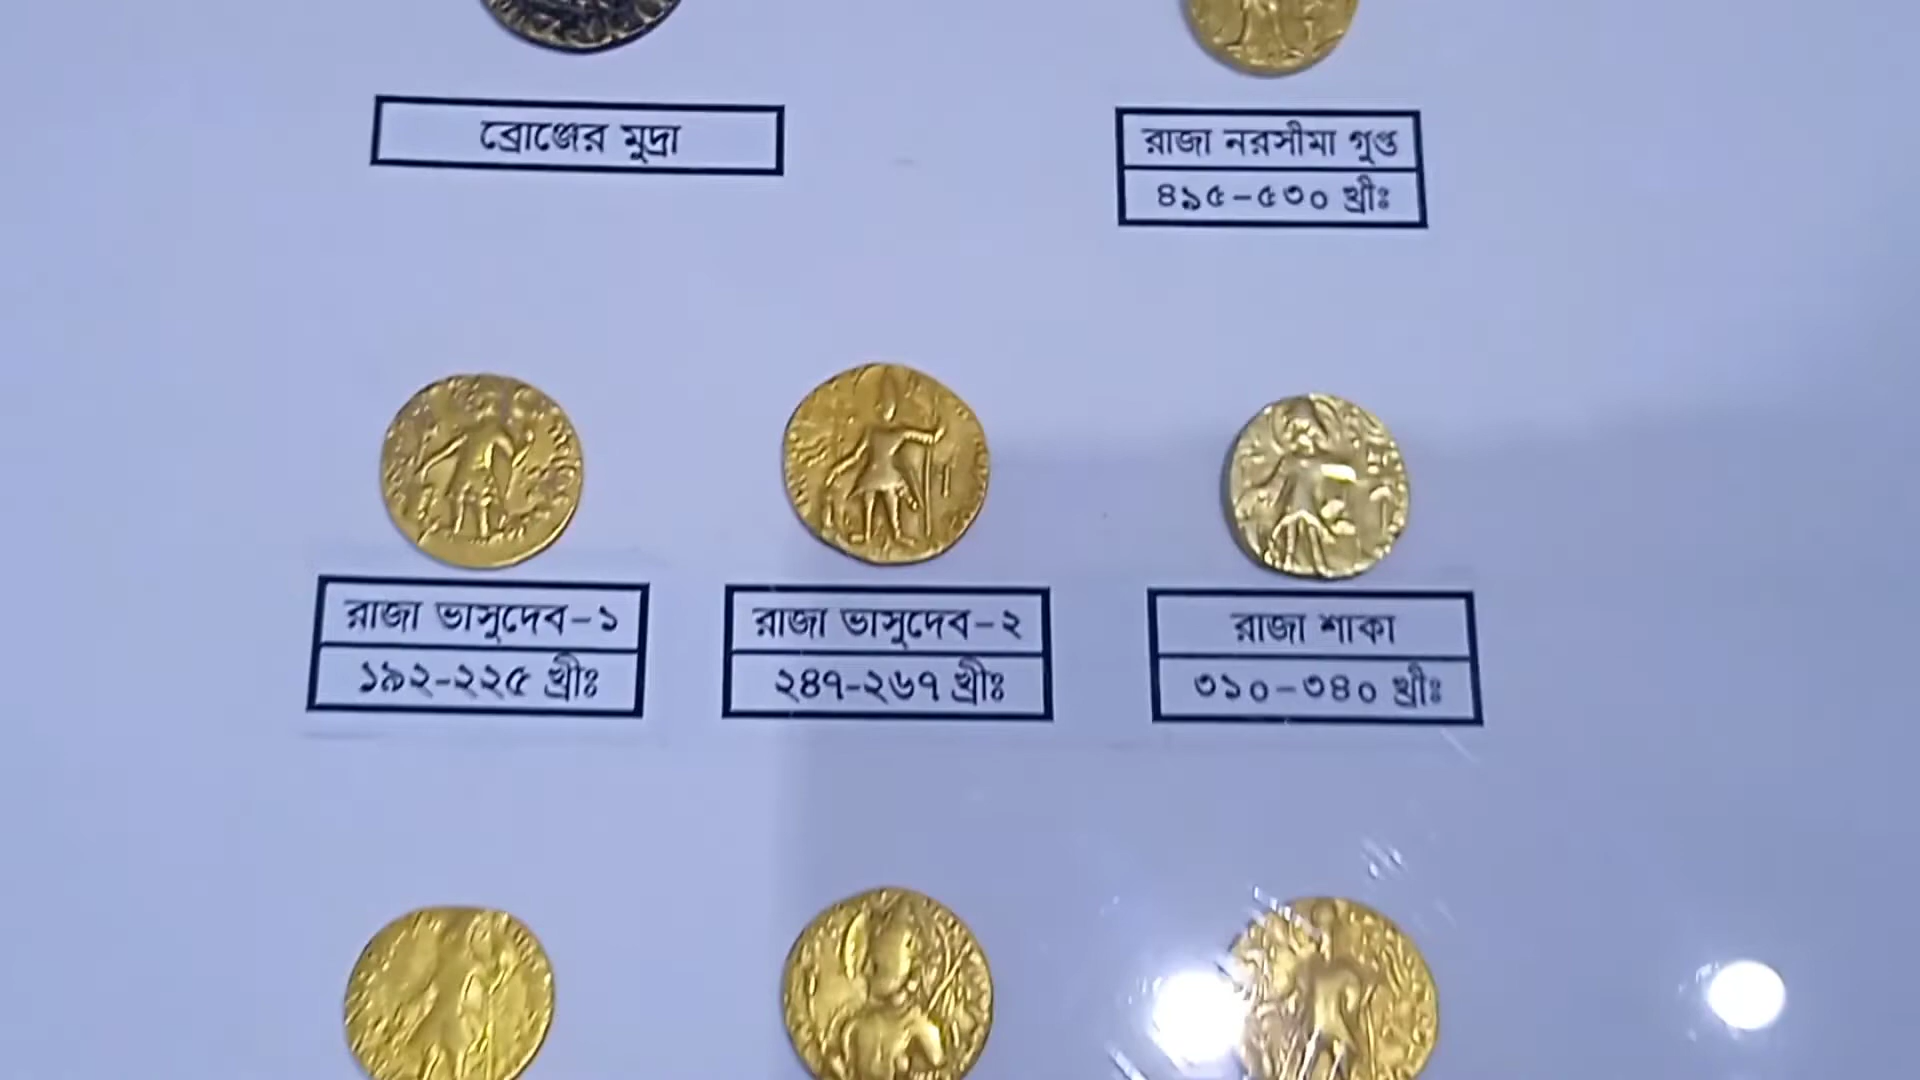 ব্রোঞ্জের মুদ্রা
রাজা নরসীমা গুপ্ত
৪৯৫-৫৩০ খ্রীঃ
রাজা ভাসুদেব-১
১৯২-২২৫ খ্রীঃ
রাজা ভাসুদেব-২
২৪৭-২৬৭ খ্রীঃ
রাজা শাকা
৩১০-৩৪০ খ্রীঃ